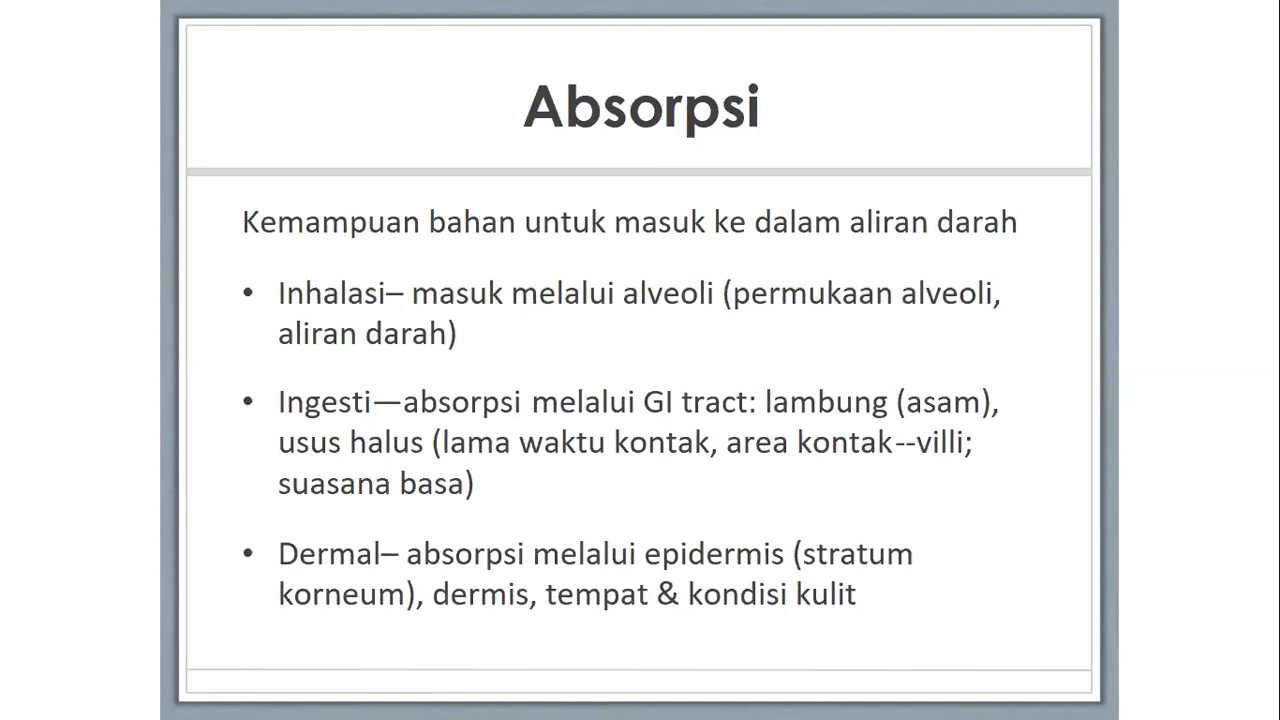 Absorpsi
Kemampuan bahan untuk masuk ke dalam aliran darah
• Inhalasi– masuk melalui alveoli (permukaan alveoli,
aliran darah)
• Ingesti—absorpsi melalui GI tract: lambung (asam),
usus halus (lama waktu kontak, area kontak--villi;
suasana basa)
• Dermal– absorpsi melalui epidermis (stratum
korneum), dermis, tempat & kondisi kulit